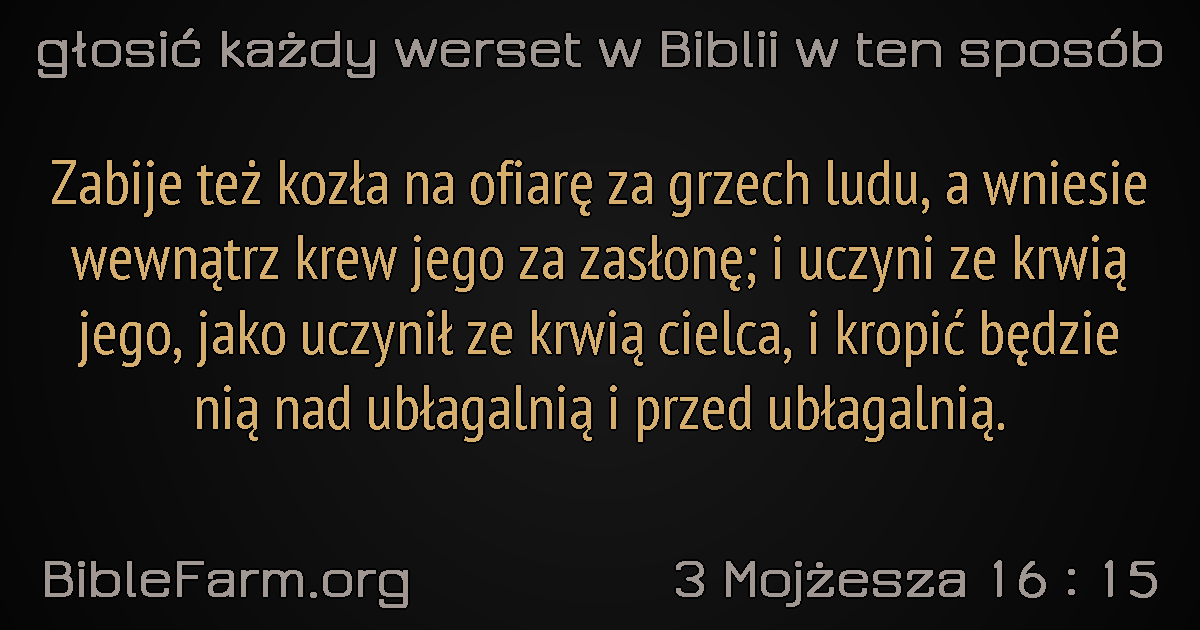 głosić każdy werset w Biblii w ten sposób
Zabije też kozła na ofiarę za grzech ludu, a wniesie
wewnątrz krew jego za zasłonę; i uczyni ze krwią
jego, jako uczynił ze krwią cielca, i kropić będzie
nią nad ubłagalnią i przed ubłagalnią.
BibleFarm.org
3 Mojżesza 16 : 15